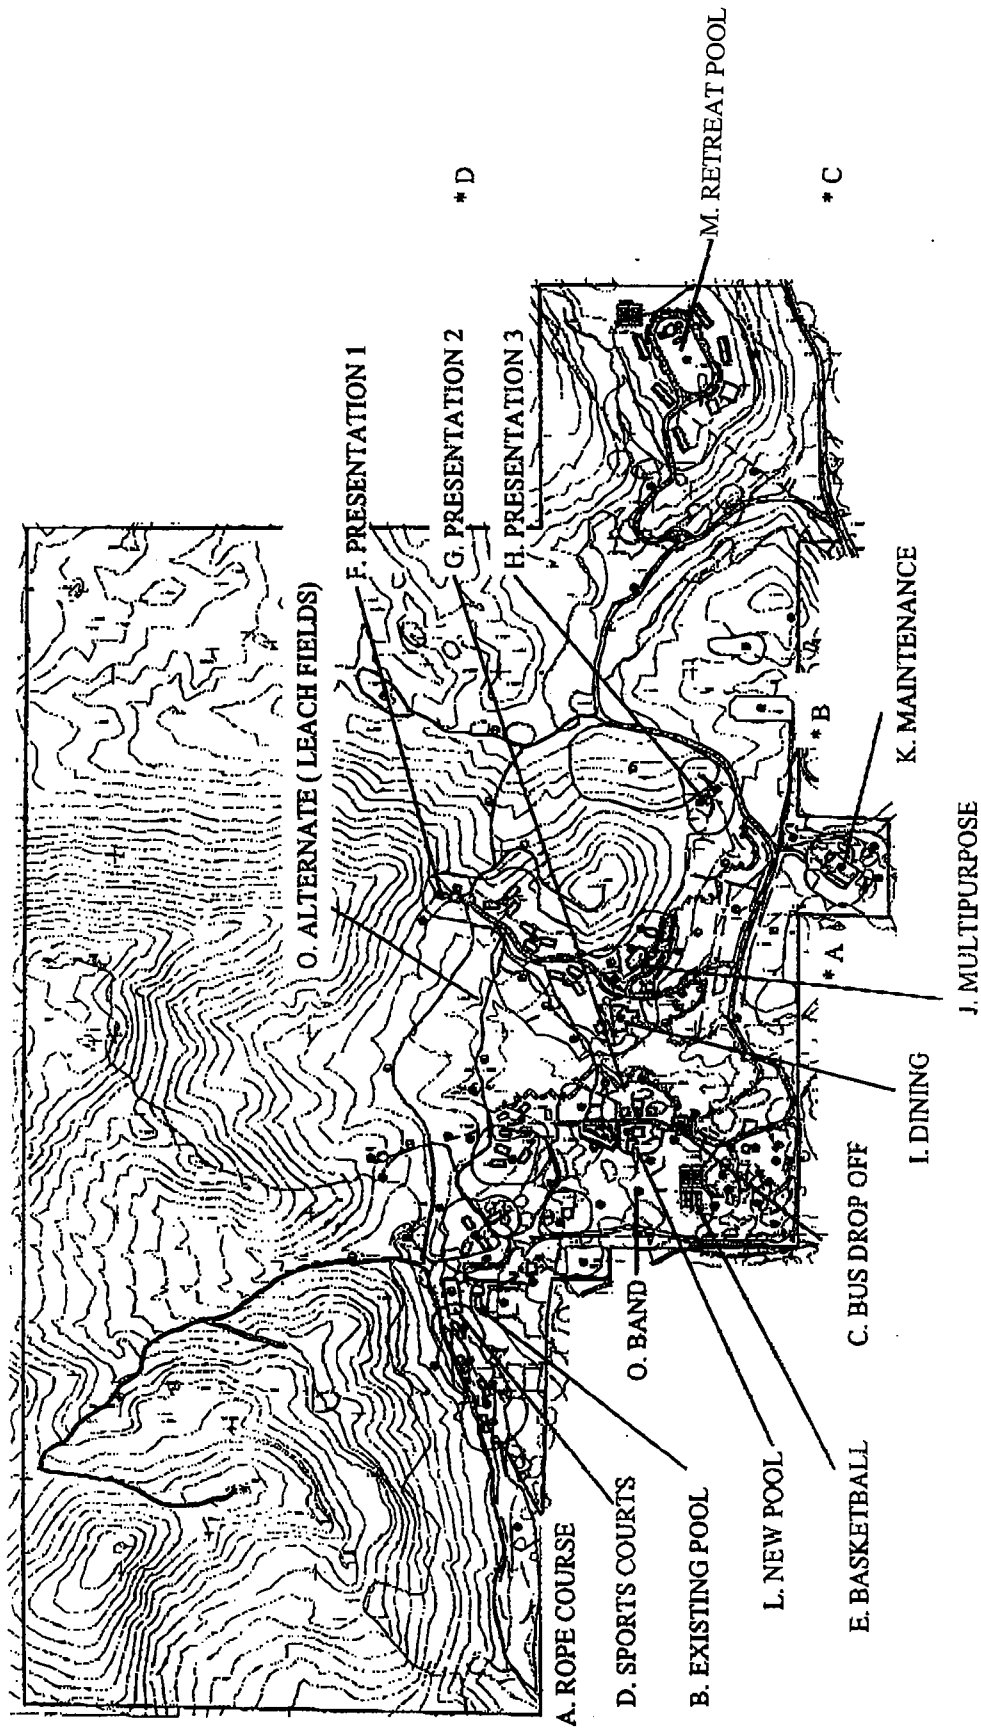 * D
M. RETREAT POOL
* C
F. PRESENTATION 1
G. PRESENTATION 2
H. PRESENTATION 3
O. ALTERNATE ( LEACH FIELDS)
K. MAINTENANCE
* B
* A
J. MULTIPURPOSE
I. DINING
C. BUS DROP OFF
O. BAND
E. BASKETBALL
L. NEW POOL
B. EXISTING POOL
D. SPORTS COURTS
A. ROPE COURSE